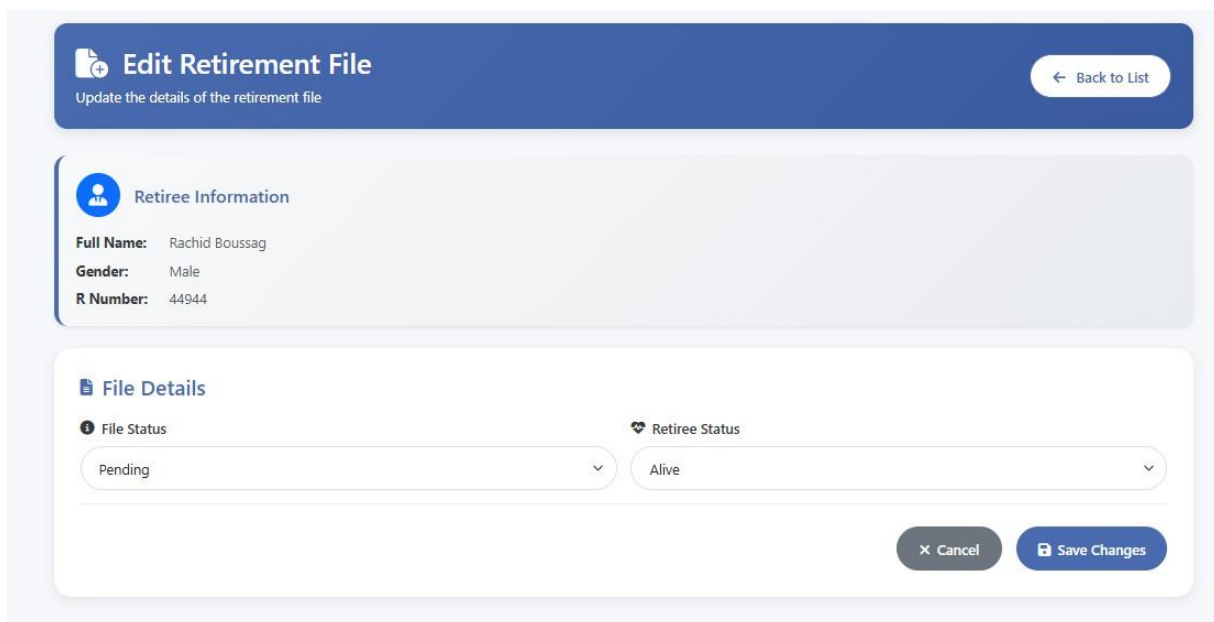 Edit Retirement File
Update the details of the retirement file
← Back to List
Retiree Information
Full Name: Rachid Boussag
Gender: Male
R Number: 44944
File Details
File Status
Retiree Status
Pending
Alive
× Cancel
Save Changes